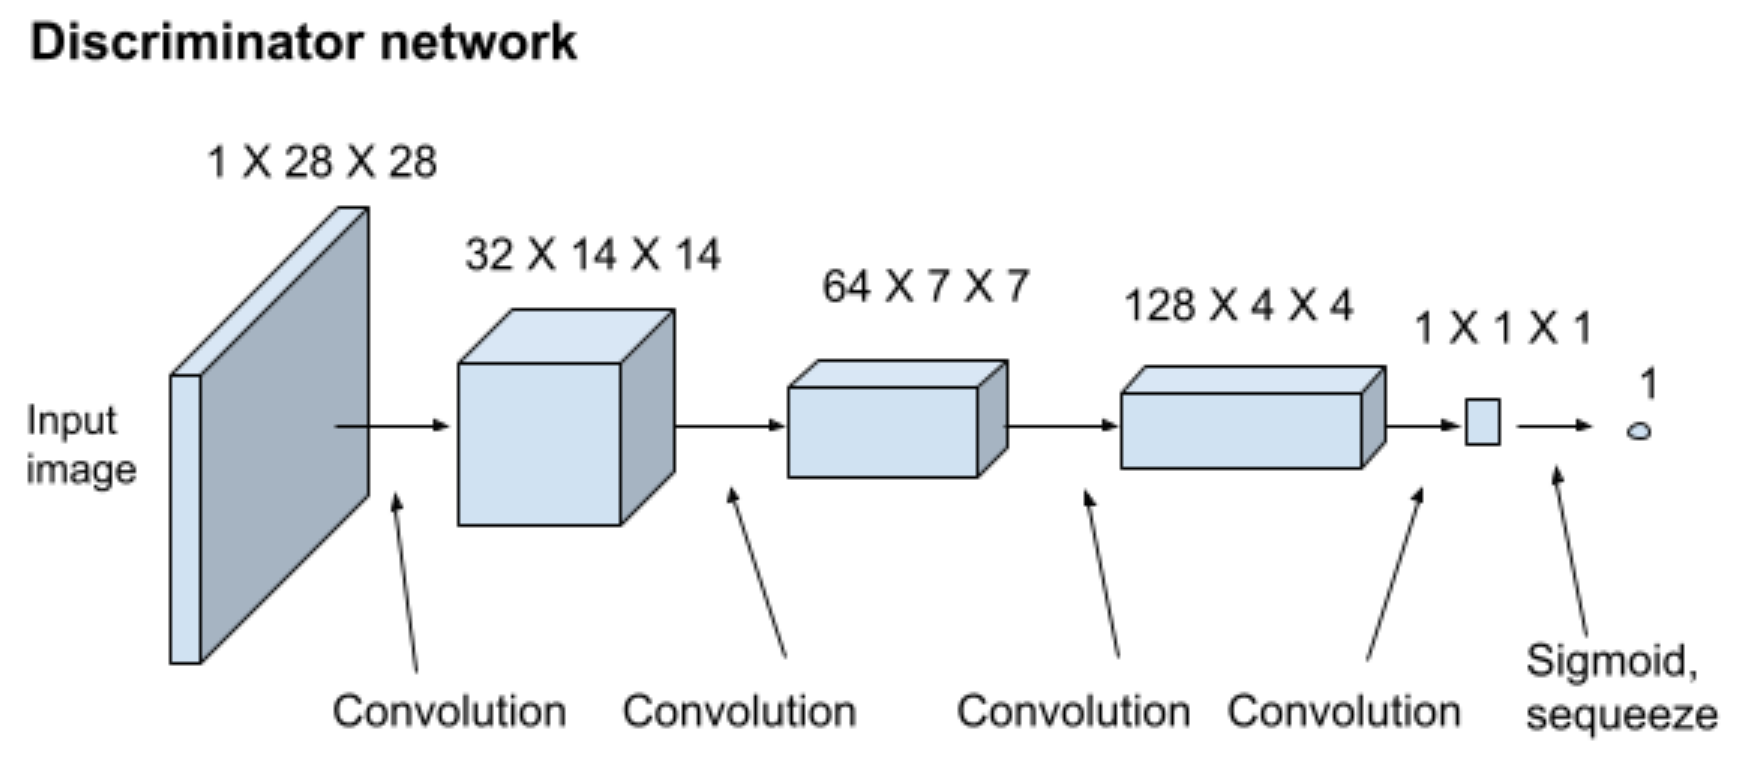 Discriminator network
1 X 28 X 28
32 X 14 X 14
64 X 7 X 7
128 X 4 X 4
1 X 1 X 1
1
Input
image
Convolution
Convolution
Convolution
Convolution
Sigmoid,
sequeeze